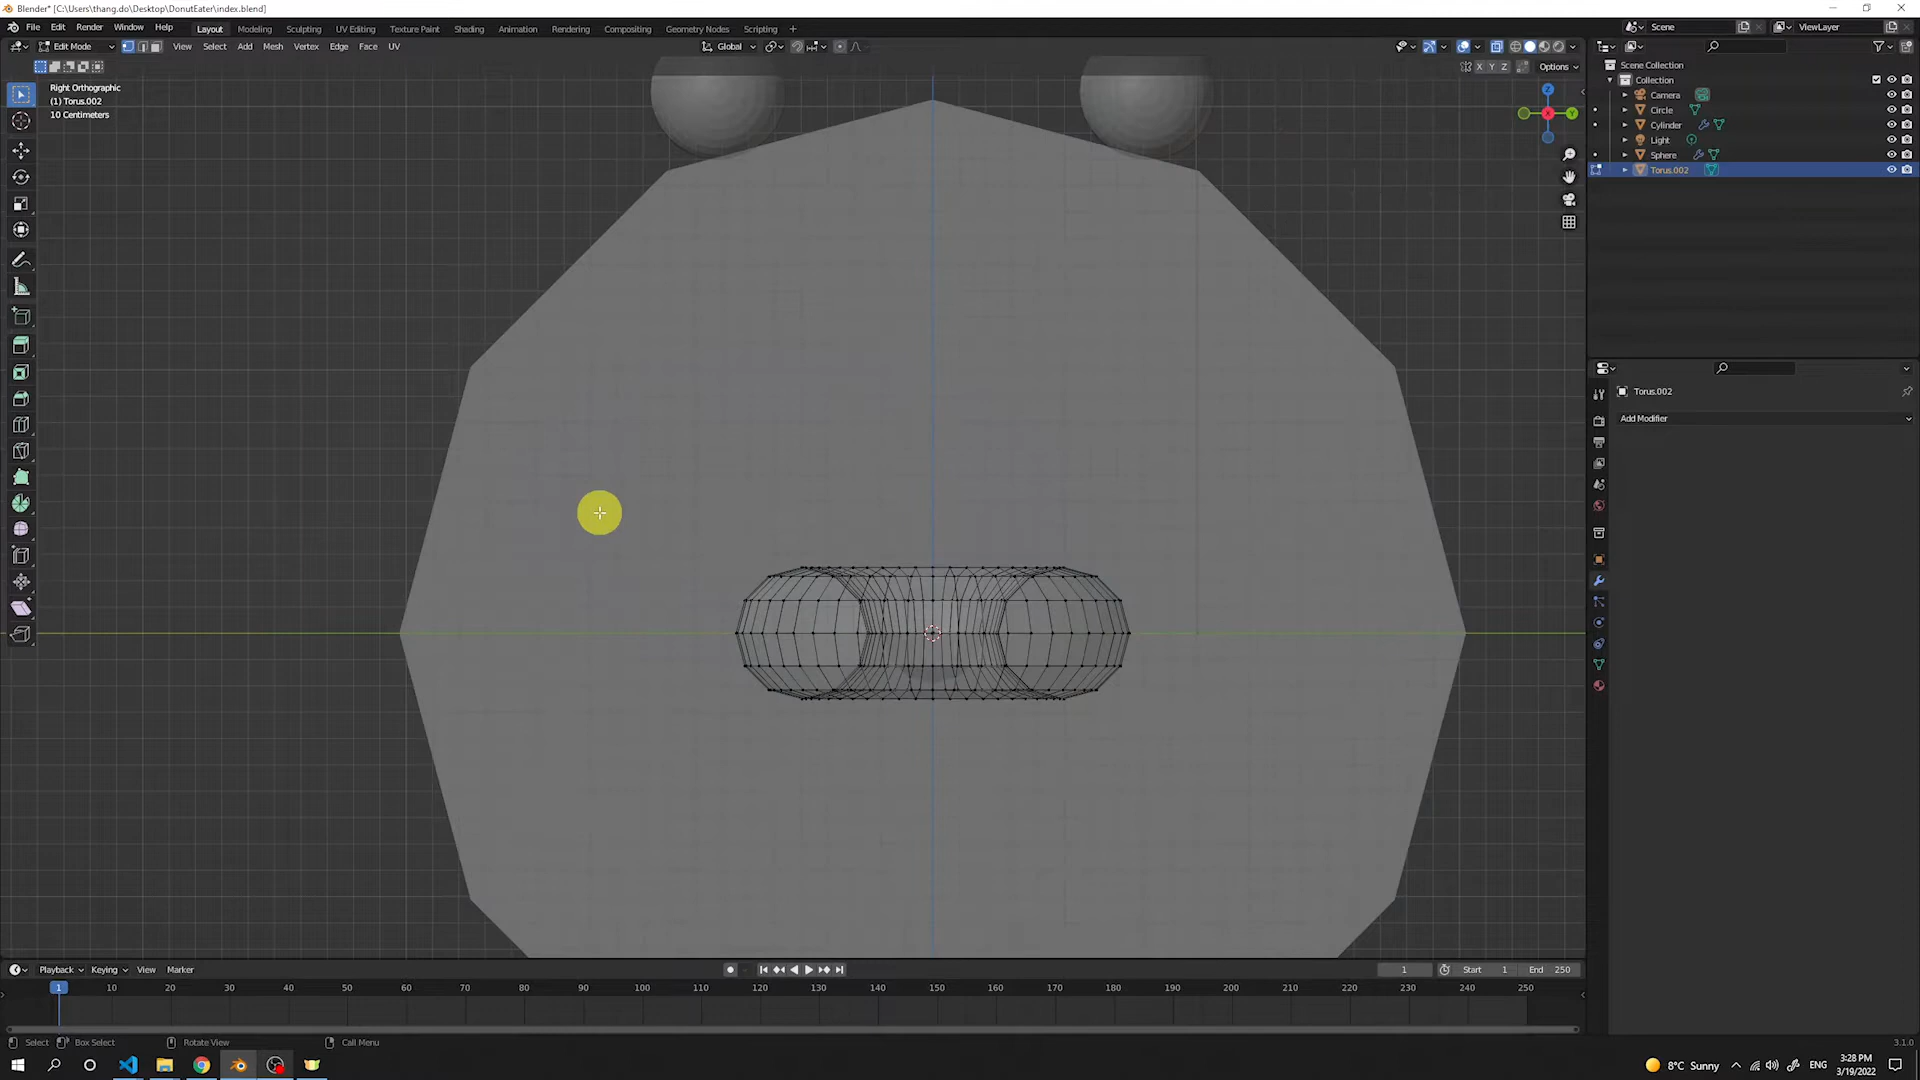 Blender* [C:\Users\thang.do\Desktop\DonutEater\index.blend]
File Edit Render Window Help Layout Modeling Sculpting UV Editing Texture Paint Shading Animation Rendering Compositing Geometry Nodes Scripting + Scene ViewLayer
Edit Mode View Select Add Mesh Vertex Edge Face UV Global
X Y Z Options
Right Orthographic
(1) Torus.002
10 Centimeters
Z
X
Y
Scene Collection
Collection
Camera
Circle
Cylinder
Light
Sphere
Torus.002
Torus.002
Add Modifier
Playback Keying View Marker 1 Start 1 End 250
1 10 20 30 40 50 60 70 80 90 100 110 120 130 140 150 160 170 180 190 200 210 220 230 240 250
Select Box Select Rotate View Call Menu 3.1.0
8°C Sunny ENG 3:28 PM
3/19/2022